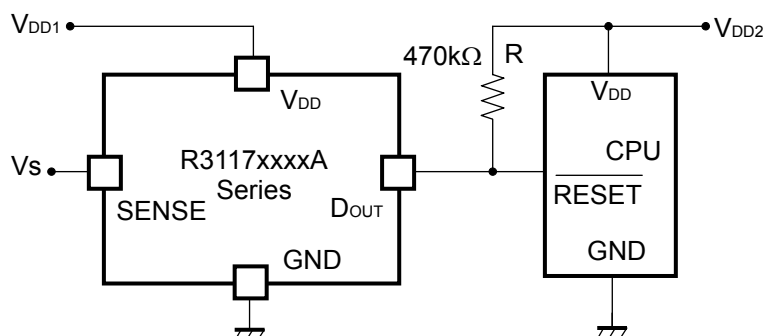 VDD1
VDD2
470kΩ R
VDD
VDD
R3117xxxxA
Series
CPU
Vs
SENSE
DOUT
RESET
GND
GND